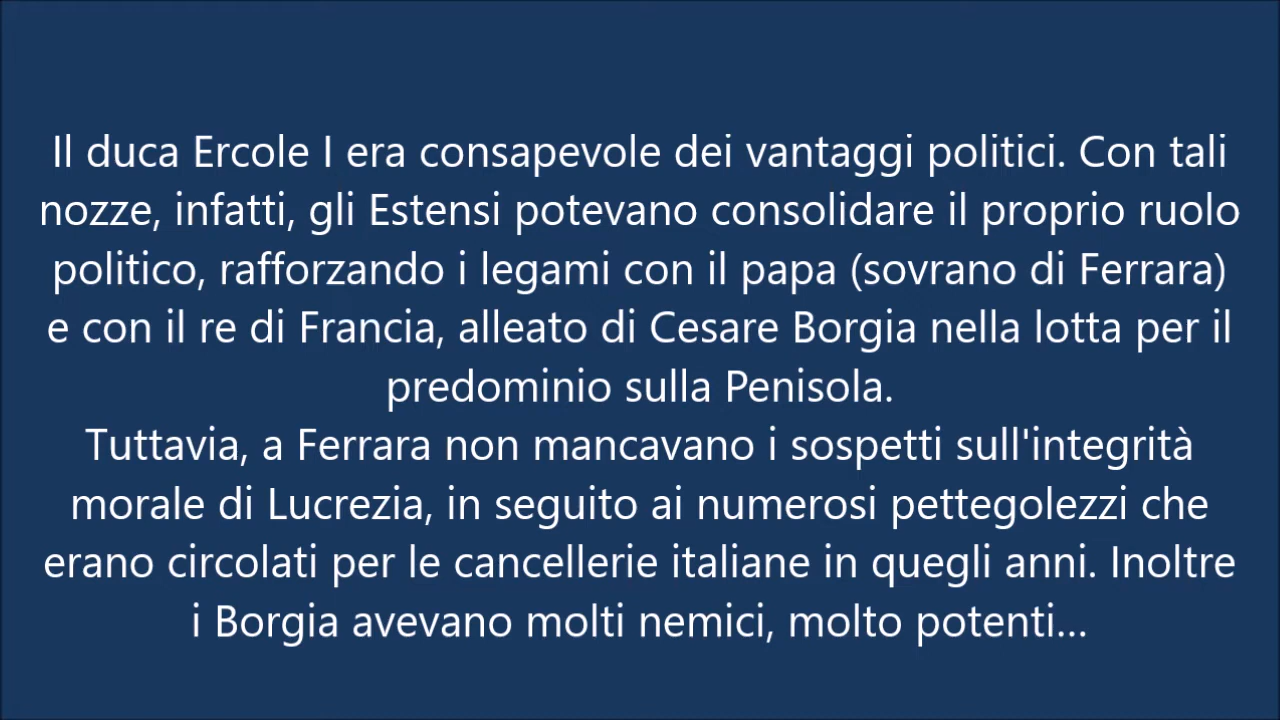 Il duca Ercole I era consapevole dei vantaggi politici. Con tali
nozze, infatti, gli Estensi potevano consolidare il proprio ruolo
politico, rafforzando i legami con il papa (sovrano di Ferrara)
e con il re di Francia, alleato di Cesare Borgia nella lotta per il
predominio sulla Penisola.
Tuttavia, a Ferrara non mancavano i sospetti sull'integrità
morale di Lucrezia, in seguito ai numerosi pettegolezzi che
erano circolati per le cancellerie italiane in quegli anni. Inoltre
i Borgia avevano molti nemici, molto potenti...